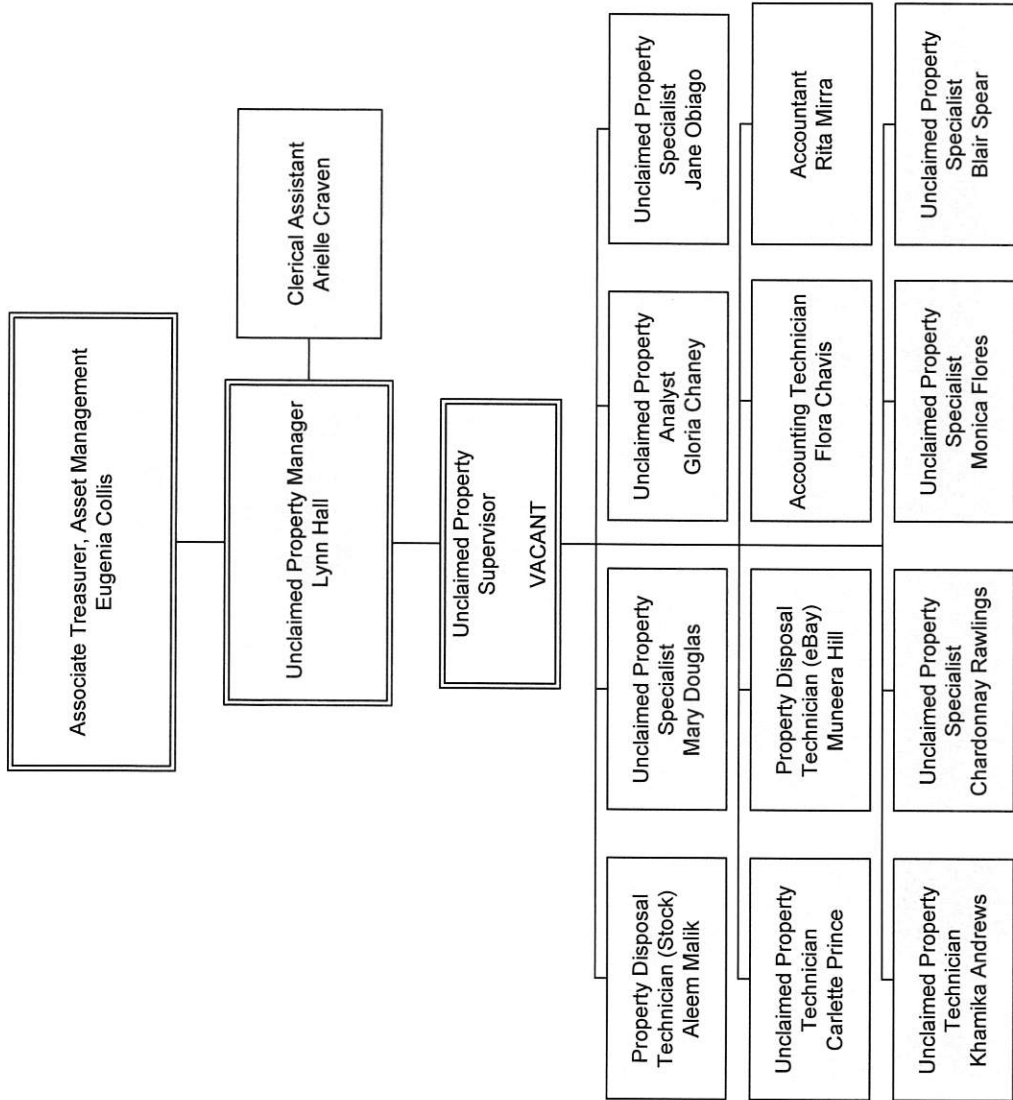 Associate Treasurer, Asset Management
Eugenia Collis
Unclaimed Property Manager
Lynn Hall
Clerical Assistant
Arielle Craven
Unclaimed Property
Supervisor
VACANT
Property Disposal
Technician (Stock)
Aleem Malik
Unclaimed Property
Specialist
Mary Douglas
Unclaimed Property
Analyst
Gloria Chaney
Unclaimed Property
Specialist
Jane Obiago
Unclaimed Property
Technician
Carlette Prince
Property Disposal
Technician (eBay)
Muneera Hill
Accounting Technician
Flora Chavis
Accountant
Rita Mirra
Unclaimed Property
Technician
Khamika Andrews
Unclaimed Property
Specialist
Chardonnay Rawlings
Unclaimed Property
Specialist
Monica Flores
Unclaimed Property
Specialist
Blair Spear